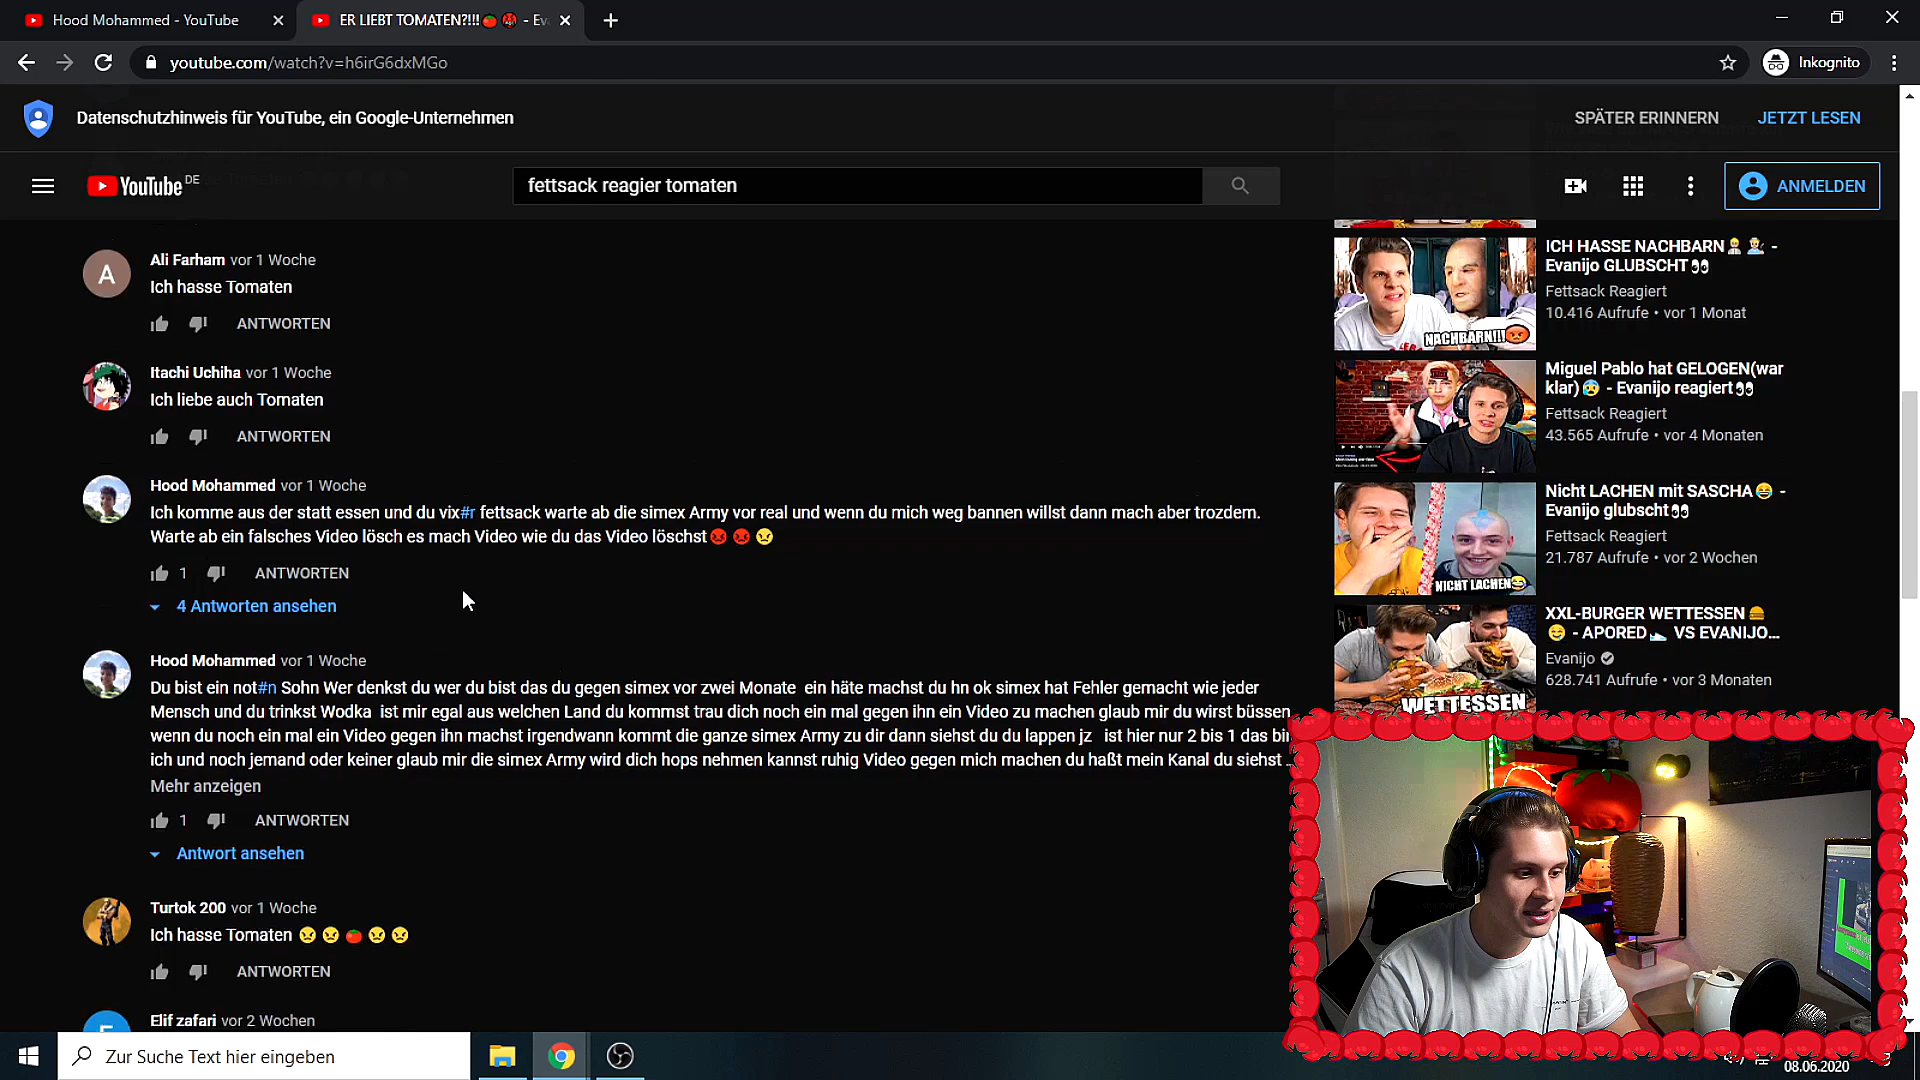 Hood Mohammed - YouTube
ER LIEBT TOMATEN?!!!🍅👹 - Ev
youtube.com/watch?v=h6irG6dxMGo
Inkognito
Datenschutzhinweis für YouTube, ein Google-Unternehmen
SPÄTER ERINNERN
JETZT LESEN
YouTube DE
fettsack reagier tomaten
ANMELDEN
A
Ali Farham vor 1 Woche
Ich hasse Tomaten
ANTWORTEN
Itachi Uchiha vor 1 Woche
Ich liebe auch Tomaten
ANTWORTEN
Hood Mohammed vor 1 Woche
Ich komme aus der statt essen und du vix#r fettsack warte ab die simex Army vor real und wenn du mich weg bannen willst dann mach aber trozdem.
Warte ab ein falsches Video lösch es mach Video wie du das Video löschst😡😡😠
1 ANTWORTEN
4 Antworten ansehen
Hood Mohammed vor 1 Woche
Du bist ein not#n Sohn Wer denkst du wer du bist das du gegen simex vor zwei Monate ein häte machst du hn ok simex hat Fehler gemacht wie jeder
Mensch und du trinkst Wodka ist mir egal aus welchen Land du kommst trau dich noch ein mal gegen ihn ein Video zu machen glaub mir du wirst büssen
wenn du noch ein mal ein Video gegen ihn machst irgendwann kommt die ganze simex Army zu dir dann siehst du du lappen jz ist hier nur 2 bis 1 das bin
ich und noch jemand oder keiner glaub mir die simex Army wird dich hops nehmen kannst ruhig Video gegen mich machen du haßt mein Kanal du siehst ..
Mehr anzeigen
1 ANTWORTEN
Antwort ansehen
Turtok 200 vor 1 Woche
Ich hasse Tomaten 😠😠🍅😠😠
ANTWORTEN
Elif zafari vor 2 Wochen
ICH HASSE NACHBARN -
Evanijo GLUBSCHT👀
Fettsack Reagiert
10.416 Aufrufe • vor 1 Monat
NACHBARN!!!😡
Miguel Pablo hat GELOGEN(war
klar)😥 - Evanijo reagiert👀
Fettsack Reagiert
43.565 Aufrufe • vor 4 Monaten
Nicht LACHEN mit SASCHA😂 -
Evanijo glubscht👀
Fettsack Reagiert
21.787 Aufrufe • vor 2 Wochen
NICHT LACHEN😂
XXL-BURGER WETTESSEN🍔
🤣 - APORED👟 VS EVANIJO...
Evanijo
628.741 Aufrufe • vor 3 Monaten
WETTESSEN
Zur Suche Text hier eingeben
08.06.2020